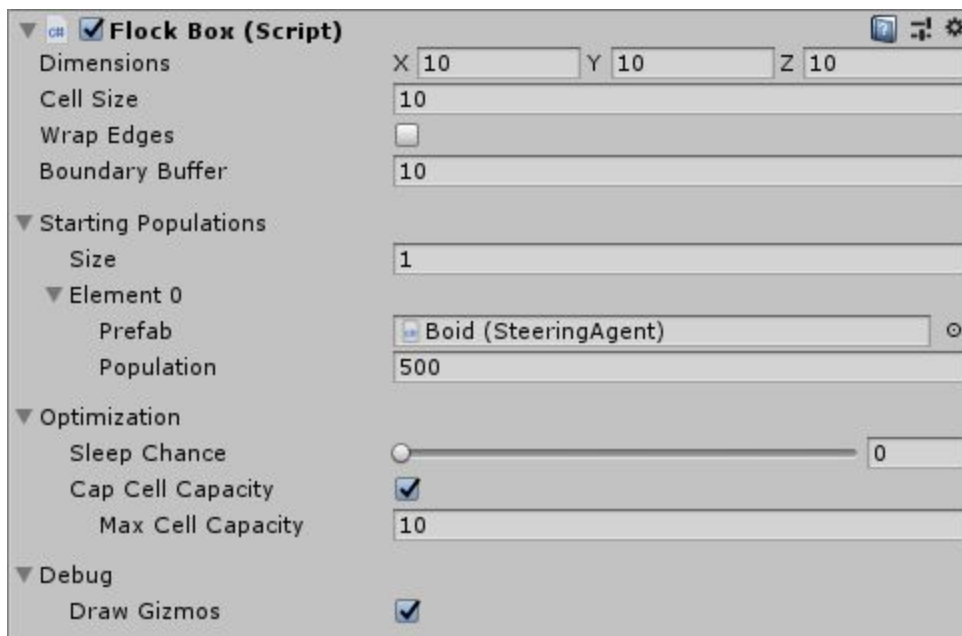 Flock Box (Script)
Dimensions X 10 Y 10 Z 10
Cell Size 10
Wrap Edges
Boundary Buffer 10
Starting Populations
Size 1
Element 0
Prefab Boid (SteeringAgent)
Population 500
Optimization
Sleep Chance 0
Cap Cell Capacity
Max Cell Capacity 10
Debug
Draw Gizmos